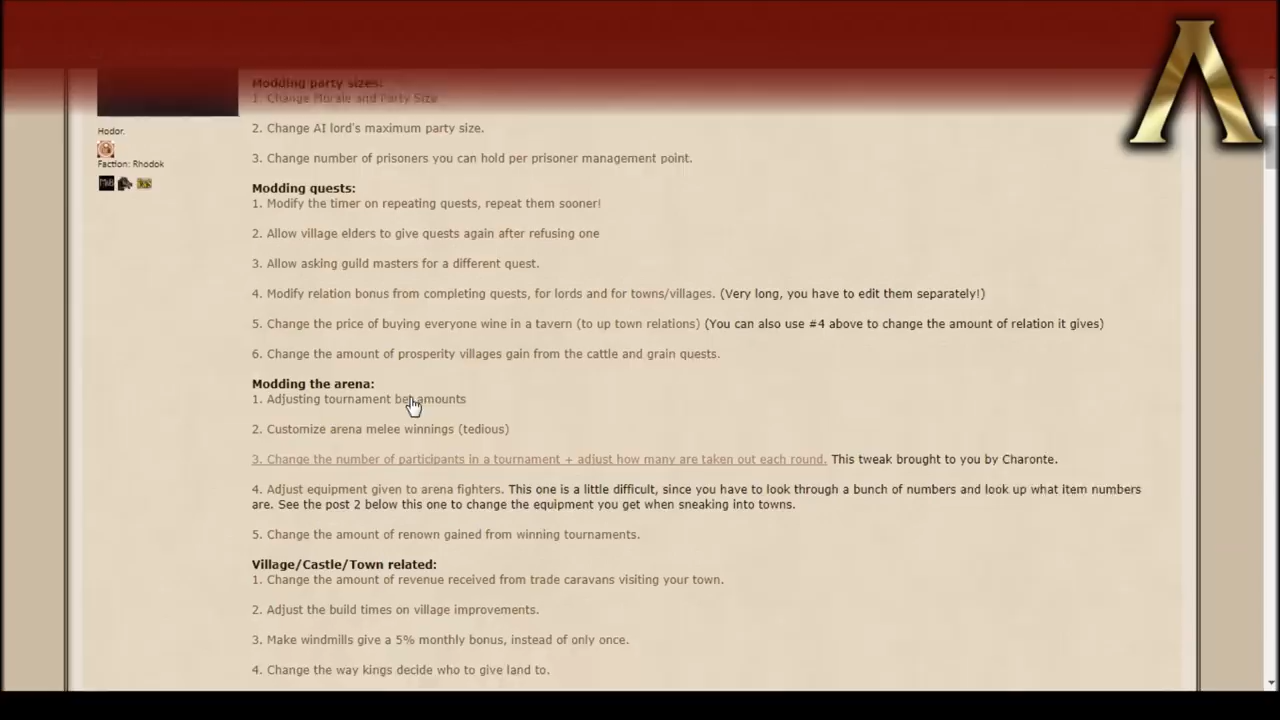 Modding party sizes:
1. Change Morale and Party Size
Hodor.
2. Change AI lord's maximum party size.
3. Change number of prisoners you can hold per prisoner management point.
Faction: Rhodok
Modding quests:
1. Modify the timer on repeating quests, repeat them sooner!
2. Allow village elders to give quests again after refusing one
3. Allow asking guild masters for a different quest.
4. Modify relation bonus from completing quests, for lords and for towns/villages. (Very long, you have to edit them separately!)
5. Change the price of buying everyone wine in a tavern (to up town relations) (You can also use #4 above to change the amount of relation it gives)
6. Change the amount of prosperity villages gain from the cattle and grain quests.
Modding the arena:
1. Adjusting tournament bet amounts
2. Customize arena melee winnings (tedious)
3. Change the number of participants in a tournament + adjust how many are taken out each round. This tweak brought to you by Charonte.
4. Adjust equipment given to arena fighters. This one is a little difficult, since you have to look through a bunch of numbers and look up what item numbers
are. See the post 2 below this one to change the equipment you get when sneaking into towns.
5. Change the amount of renown gained from winning tournaments.
Village/Castle/Town related:
1. Change the amount of revenue received from trade caravans visiting your town.
2. Adjust the build times on village improvements.
3. Make windmills give a 5% monthly bonus, instead of only once.
4. Change the way kings decide who to give land to.